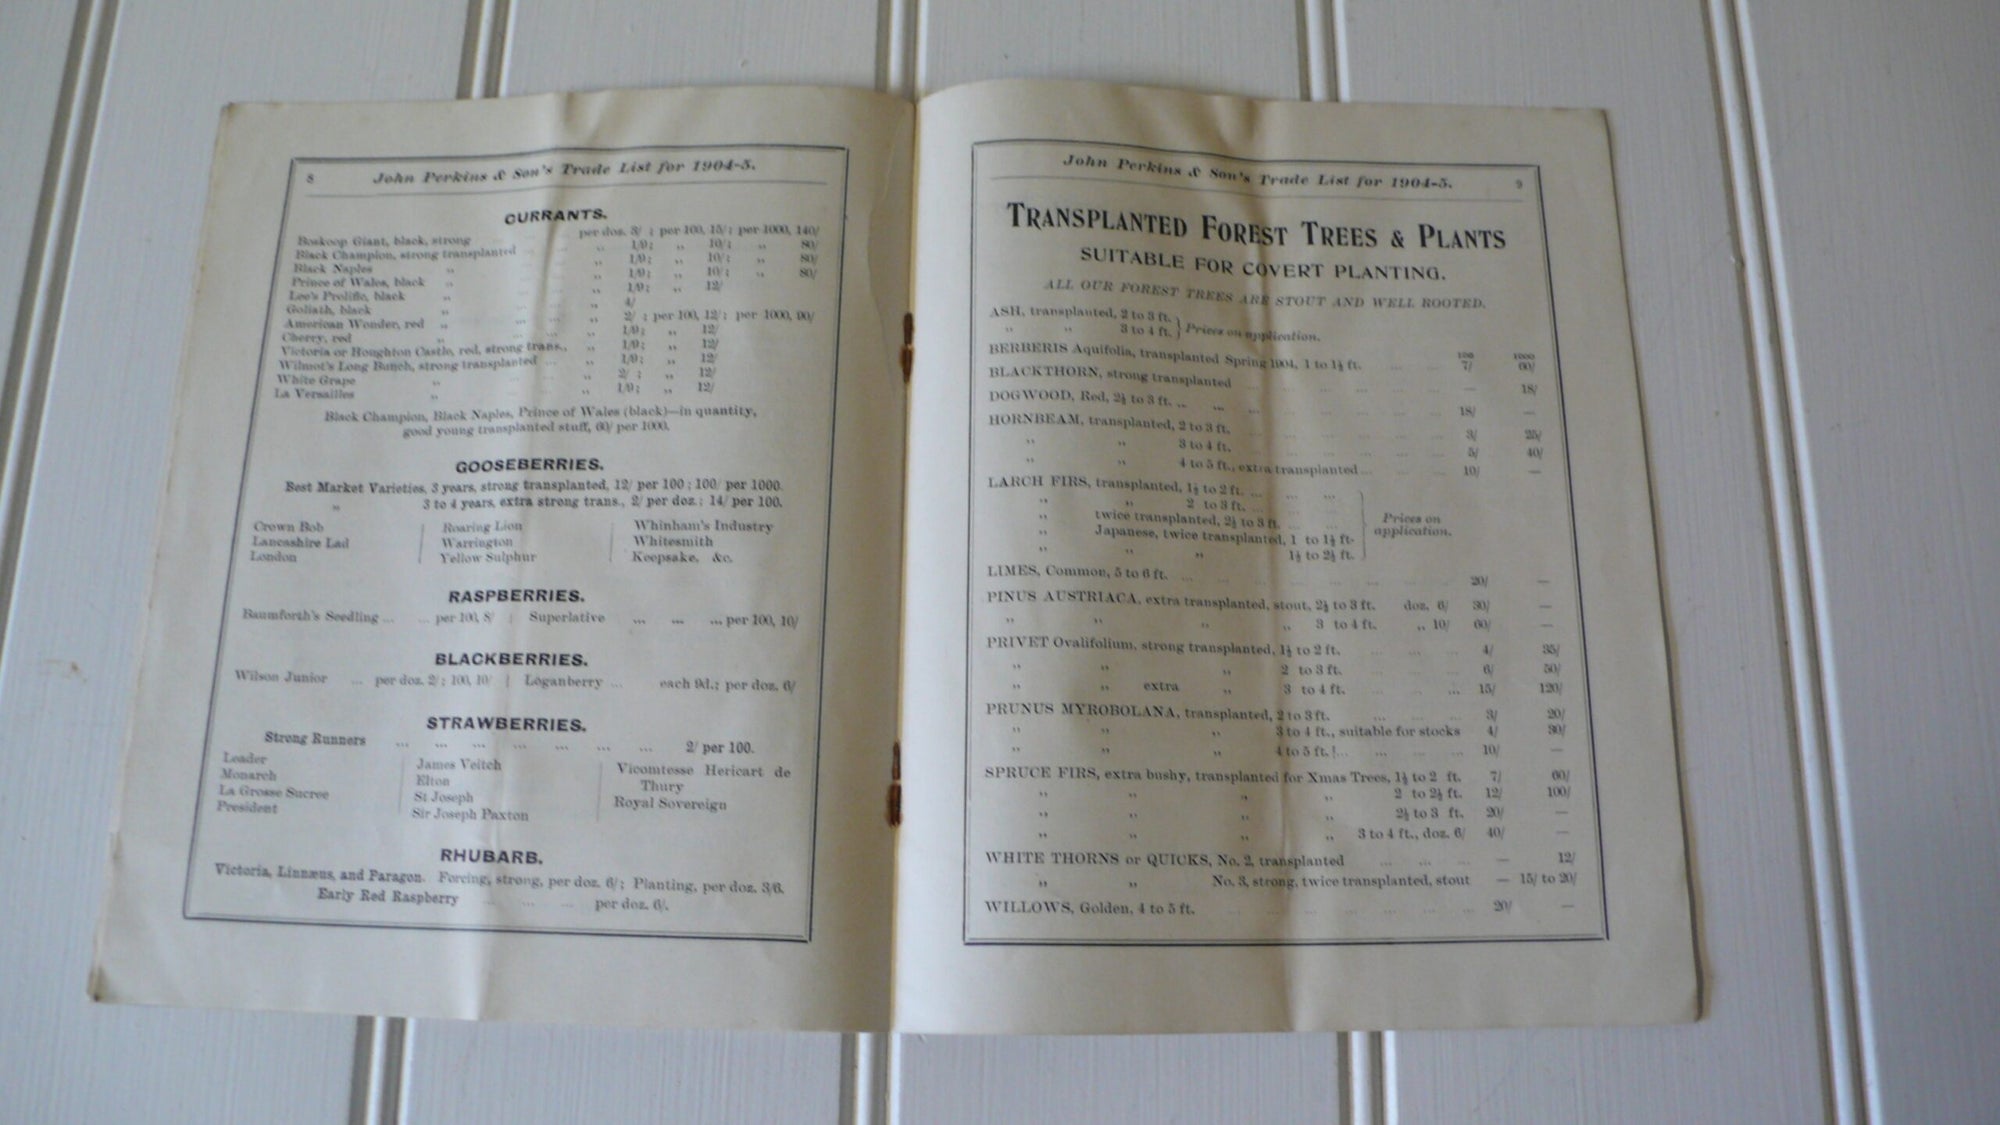 8 John Perkins & Son's Trade List for 1904-5.
CURRANTS.
Boskoop Giant, black, strong ... per doz. 3/ ; per 100, 15/; per 1000, 140/
Black Champion, strong transplanted ... „ 1/9; „ 10/; „ 80/
Black Naples „ „ 1/9; „ 10/; „ 80/
Prince of Wales, black „ „ 1/9; „ 10/; „ 80/
Lee's Prolific, black „ „ 1/9; „ 12/
Goliath, black „ „ 4/
American Wonder, red „ ... ... „ 2/ ; per 100, 12/; per 1000, 90/
Cherry, red „ ... ... „ 1/9; „ 12/
Victoria or Houghton Castle, red, strong trans., „ 1/9; „ 12/
Wilmot's Long Bunch, strong transplanted ... „ 1/9; „ 12/
White Grape „ „ 2/ ; „ 12/
La Versailles „ „ 1/9; „ 12/
Black Champion, Black Naples, Prince of Wales (black)—in quantity,
good young transplanted stuff, 60/ per 1000.
GOOSEBERRIES.
Best Market Varieties, 3 years, strong transplanted, 12/ per 100 ; 100/ per 1000.
„ 3 to 4 years, extra strong trans., 2/ per doz.; 14/ per 100.
Crown Bob Roaring Lion Whinham's Industry
Lancashire Lad Warrington Whitesmith
London Yellow Sulphur Keepsake, &c.
RASPBERRIES.
Baumforth's Seedling ... ... per 100, 8/ Superlative ... ... ... per 100, 10/
BLACKBERRIES.
Wilson Junior ... per doz. 2/; 100, 10/ Loganberry ... each 9d.; per doz. 6/
STRAWBERRIES.
Strong Runners ... ... ... ... ... ... ... 2/ per 100.
Leader James Veitch Vicomtesse Hericart de
Monarch Elton Thury
La Grosse Sucree St Joseph Royal Sovereign
President Sir Joseph Paxton
RHUBARB.
Victoria, Linnæus, and Paragon. Forcing, strong, per doz. 6/; Planting, per doz. 3/6.
Early Red Raspberry ... ... ... per doz. 6/.
John Perkins & Son's Trade List for 1904-5. 9
TRANSPLANTED FOREST TREES & PLANTS
SUITABLE FOR COVERT PLANTING.
ALL OUR FOREST TREES ARE STOUT AND WELL ROOTED.
ASH, transplanted, 2 to 3 ft.
„ „ 3 to 4 ft. } Prices on application.
100 1000
BERBERIS Aquifolia, transplanted Spring 1904, 1 to 1½ ft. ... ... 7/ 60/
BLACKTHORN, strong transplanted ... — 18/
DOGWOOD, Red, 2½ to 3 ft. ... ... 18/ —
HORNBEAM, transplanted, 2 to 3 ft. ... 3/ 25/
„ „ 3 to 4 ft. ... 5/ 40/
„ „ 4 to 5 ft., extra transplanted ... 10/ —
LARCH FIRS, transplanted, 1½ to 2 ft. ... ... ...
„ „ 2 to 3 ft. ... ... ...
„ twice transplanted, 2½ to 3 ft. ... ... } Prices on
„ Japanese, twice transplanted, 1 to 1½ ft. application.
„ „ „ 1½ to 2½ ft.
LIMES, Common, 5 to 6 ft. ... ... 20/ —
PINUS AUSTRIACA, extra transplanted, stout, 2½ to 3 ft. doz. 6/ 30/ —
„ „ „ „ 3 to 4 ft. „ 10/ 60/ —
PRIVET Ovalifolium, strong transplanted, 1½ to 2 ft. ... ... 4/ 35/
„ „ „ 2 to 3 ft. ... 6/ 50/
„ „ extra „ 3 to 4 ft. ... ... 15/ 120/
PRUNUS MYROBOLANA, transplanted, 2 to 3 ft. ... ... ... 3/ 20/
„ „ „ 3 to 4 ft., suitable for stocks 4/ 30/
„ „ „ 4 to 5 ft. ... ... ... 10/ —
SPRUCE FIRS, extra bushy, transplanted for Xmas Trees, 1½ to 2 ft. 7/ 60/
„ „ „ „ 2 to 2½ ft. 12/ 100/
„ „ „ „ 2½ to 3 ft. 20/ —
„ „ „ „ 3 to 4 ft., doz. 6/ 40/ —
WHITE THORNS or QUICKS, No. 2, transplanted ... ... ... — 12/
„ „ No. 3, strong, twice transplanted, stout — 15/ to 20/
WILLOWS, Golden, 4 to 5 ft. ... ... ... ... ... ... 20/ —